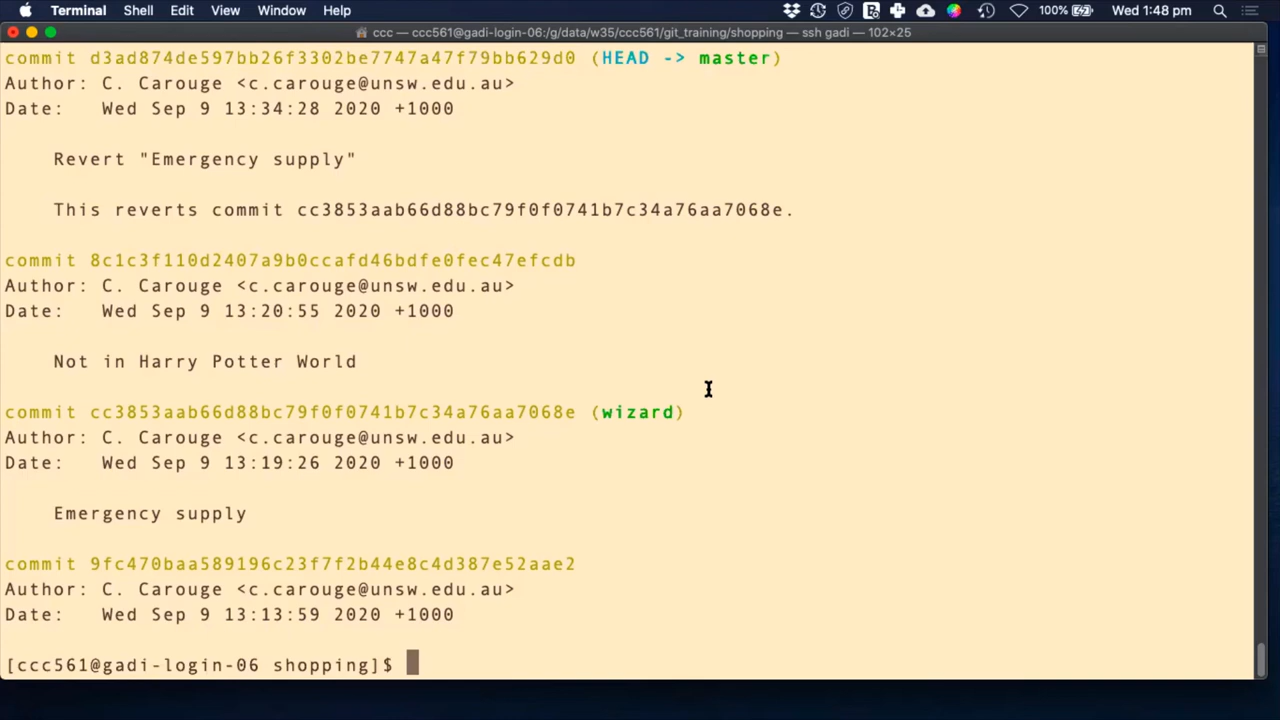 Terminal Shell Edit View Window Help 100% Wed 1:48 pm
ccc — ccc561@gadi-login-06:/g/data/w35/ccc561/git_training/shopping — ssh gadi — 102×25
commit d3ad874de597bb26f3302be7747a47f79bb629d0 (HEAD -> master)
Author: C. Carouge <c.carouge@unsw.edu.au>
Date:   Wed Sep 9 13:34:28 2020 +1000
Revert "Emergency supply"
This reverts commit cc3853aab66d88bc79f0f0741b7c34a76aa7068e.
commit 8c1c3f110d2407a9b0ccafd46bdfe0fec47efcdb
Author: C. Carouge <c.carouge@unsw.edu.au>
Date:   Wed Sep 9 13:20:55 2020 +1000
Not in Harry Potter World
commit cc3853aab66d88bc79f0f0741b7c34a76aa7068e (wizard)
Author: C. Carouge <c.carouge@unsw.edu.au>
Date:   Wed Sep 9 13:19:26 2020 +1000
Emergency supply
commit 9fc470baa589196c23f7f2b44e8c4d387e52aae2
Author: C. Carouge <c.carouge@unsw.edu.au>
Date:   Wed Sep 9 13:13:59 2020 +1000
[ccc561@gadi-login-06 shopping]$